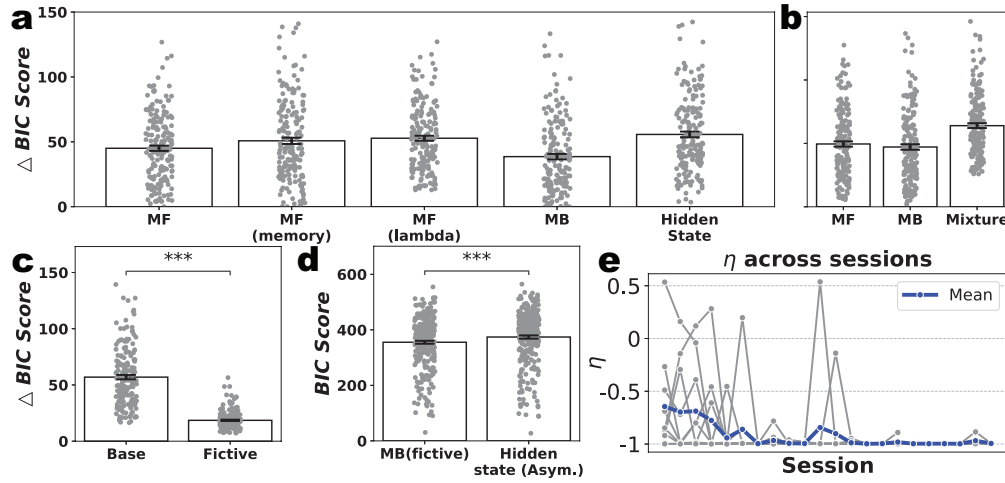 a
△ BIC Score
150
100
50
0
MF
MF
(memory)
MF
(lambda)
MB
Hidden
State
b
MF
MB
Mixture
c
△ BIC Score
150
100
50
0
***
Base
Fictive
d
BIC Score
600
400
200
0
***
MB(fictive)
Hidden
state (Asym.)
e
η across sessions
Mean
η
0.5
0
-0.5
-1
Session